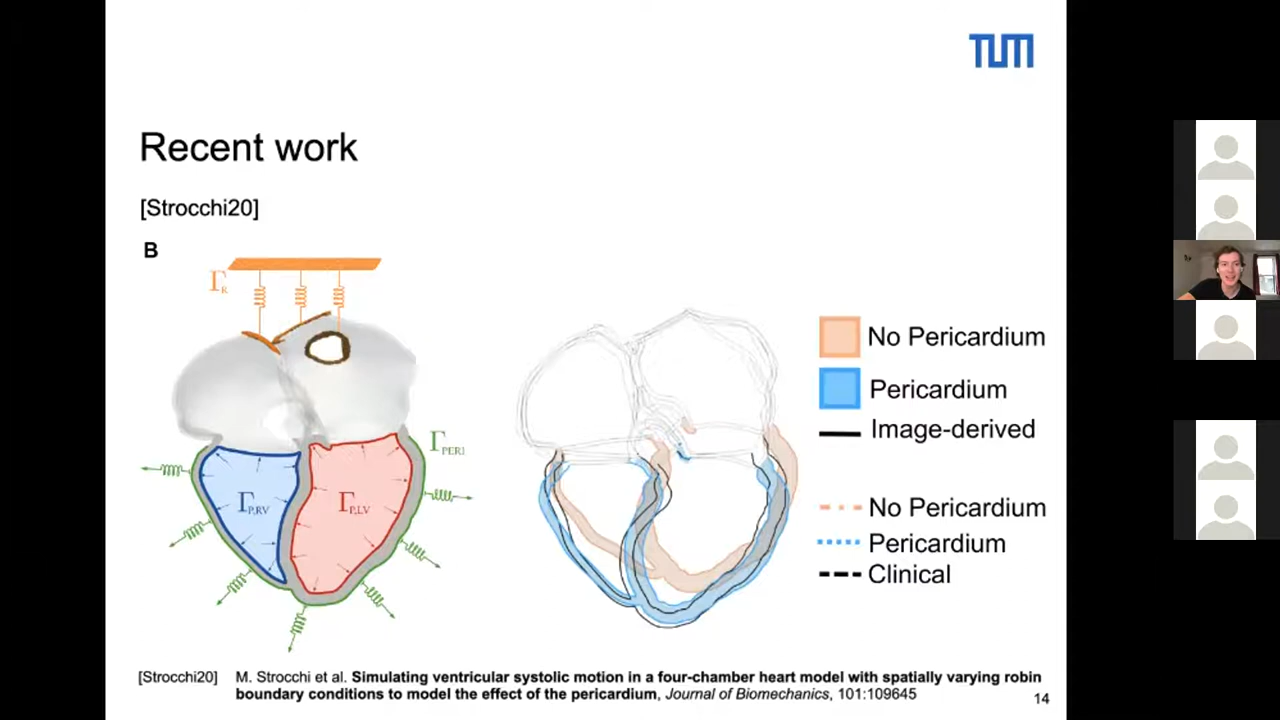 TUM
Recent work
[Strocchi20]
B
Γ_R
Γ_PERI
Γ_P,RV
Γ_P,LV
No Pericardium
Pericardium
Image-derived
No Pericardium
Pericardium
Clinical
[Strocchi20] M. Strocchi et al. Simulating ventricular systolic motion in a four-chamber heart model with spatially varying robin
boundary conditions to model the effect of the pericardium, Journal of Biomechanics, 101:109645
14